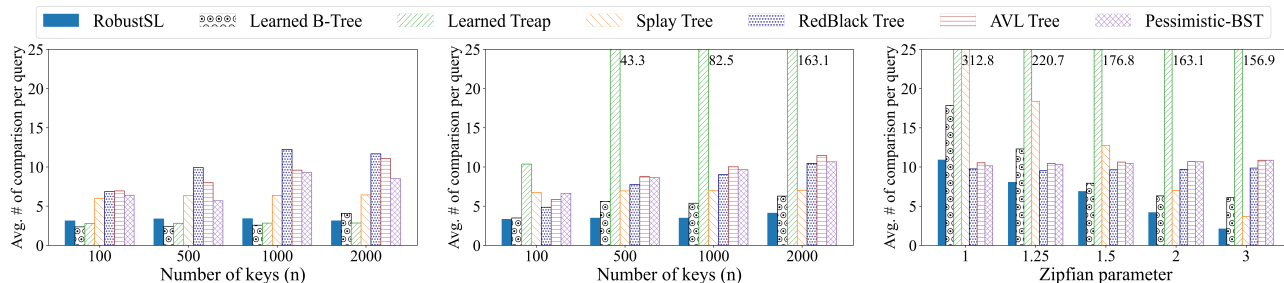 RobustSL Learned B-Tree Learned Treap Splay Tree RedBlack Tree AVL Tree Pessimistic-BST
Avg. # of comparison per query
25
20
15
10
5
0
100 500 1000 2000
Number of keys (n)
Avg. # of comparison per query
25
20
15
10
5
0
43.3 82.5 163.1
100 500 1000 2000
Number of keys (n)
Avg. # of comparison per query
25
20
15
10
5
0
312.8 220.7 176.8 163.1 156.9
1 1.25 1.5 2 3
Zipfian parameter